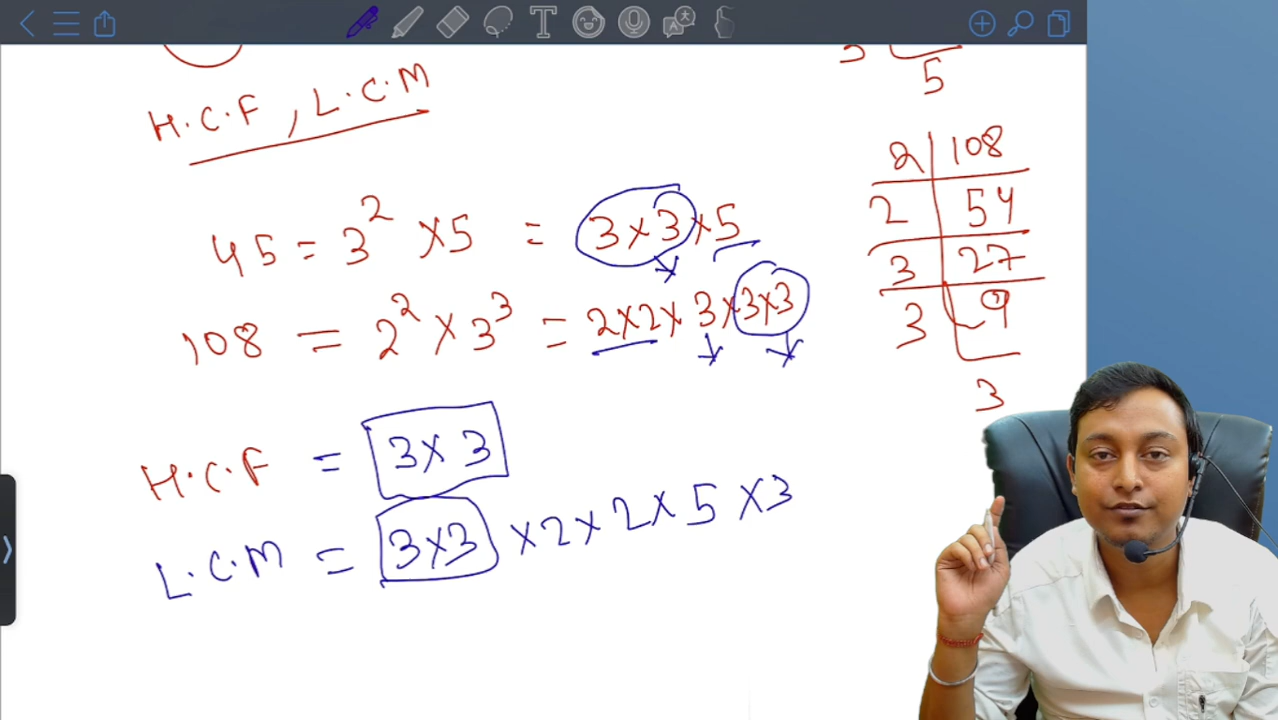 H.C.F , L.C.M
3
5
2 | 108
2 | 54
3 | 27
3 | 9
3
45 = 3² × 5 = 3×3×5
108 = 2² × 3³ = 2×2×3×3×3
H.C.F = 3×3
L.C.M = 3×3 ×2×2×5×3